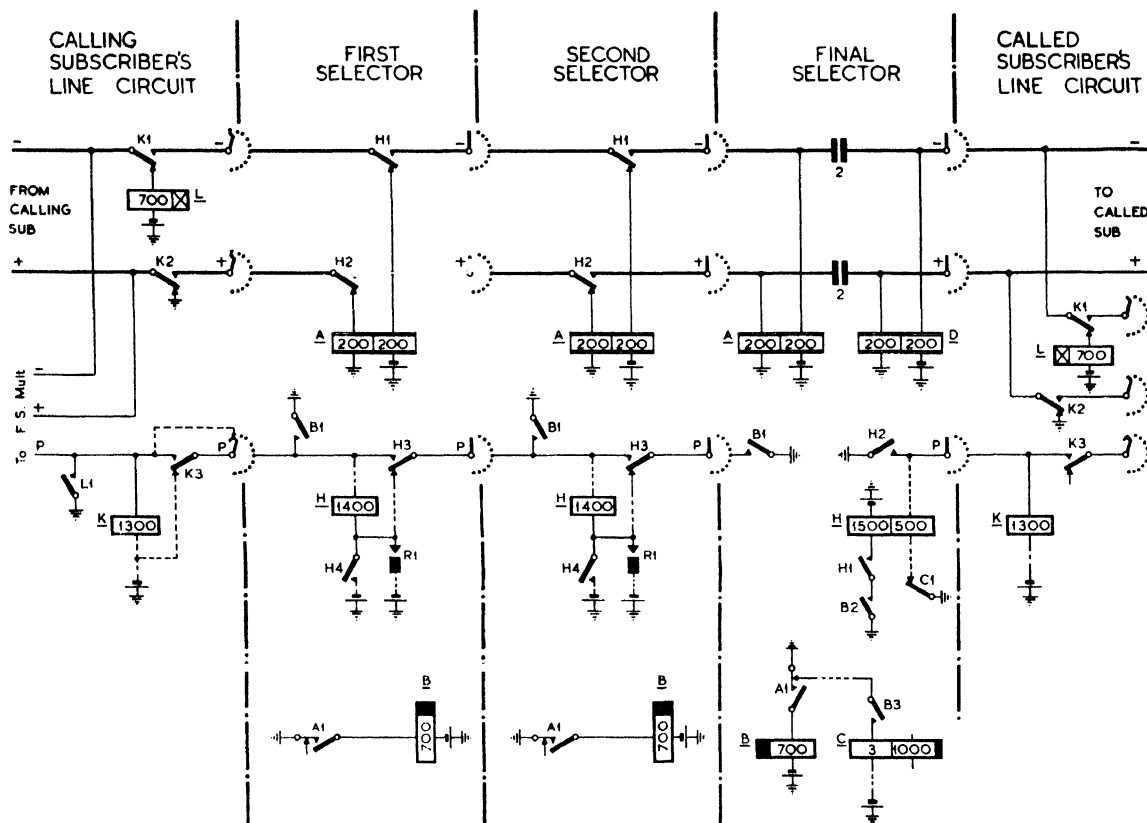 CALLING
SUBSCRIBER'S
LINE CIRCUIT
FIRST
SELECTOR
SECOND
SELECTOR
FINAL
SELECTOR
CALLED
SUBSCRIBER'S
LINE CIRCUIT
- K1 - H1 - H1 - 2 - -
FROM
CALLING
SUB
700 L
TO
CALLED
SUB
+ K2 + H2 + H2 + 2 + +
K1
A 200 200
A 200 200
A 200 200
200 200 D
L 700
K2
To F. S. Mult
-
+
P
L1
K 1300
K3
P
B1
H3
P
H 1400
H4
R1
B1
H3
P
H 1400
H4
R1
B1
H2
P
H 1500 500
H1
B2
C1
K3
K 1300
A1
B 700
A1
B 700
A1
B3
B 700
C 3 1000